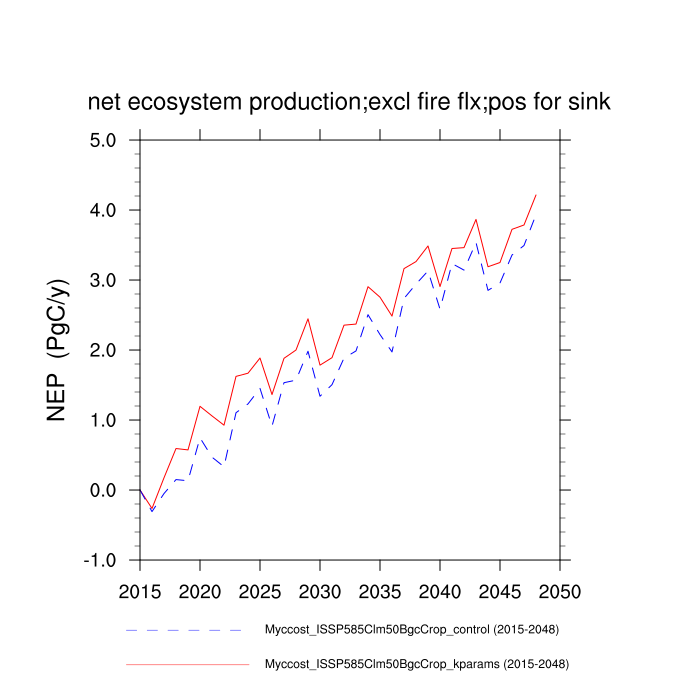 net ecosystem production;excl fire flx;pos for sink
5.0
4.0
3.0
2.0
1.0
0.0
-1.0
NEP (PgC/y)
2015 2020 2025 2030 2035 2040 2045 2050
Myccost_ISSP585Clm50BgcCrop_control (2015-2048)
Myccost_ISSP585Clm50BgcCrop_kparams (2015-2048)